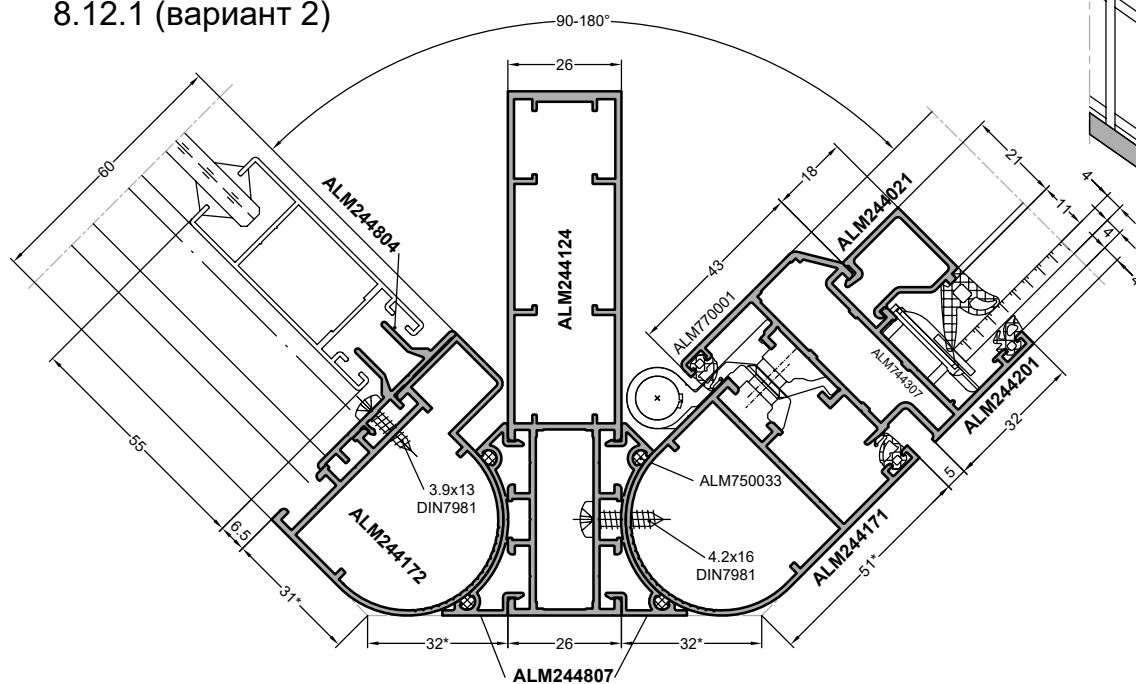 8.12.1 (вариант 2)
90-180°
26
60
ALM244804
ALM244124
18
43
ALM770001
ALM244021
21
11
4
4
ALM744307
ALM244201
32
5
55
6.5
31*
3.9x13
DIN7981
ALM244172
ALM750033
4.2x16
DIN7981
ALM244171
51*
32*
26
32*
ALM244807